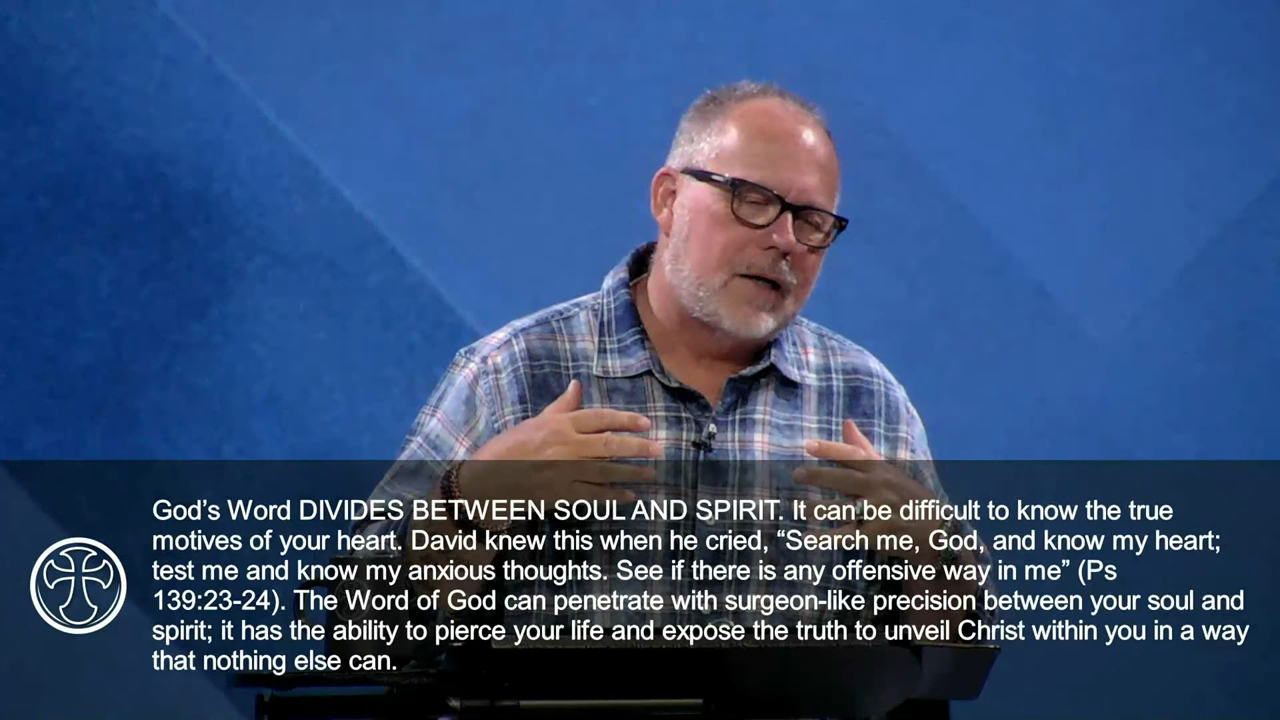 God’s Word DIVIDES BETWEEN SOUL AND SPIRIT. It can be difficult to know the true
motives of your heart. David knew this when he cried, “Search me, God, and know my heart;
test me and know my anxious thoughts. See if there is any offensive way in me” (Ps
139:23-24). The Word of God can penetrate with surgeon-like precision between your soul and
spirit; it has the ability to pierce your life and expose the truth to unveil Christ within you in a way
that nothing else can.